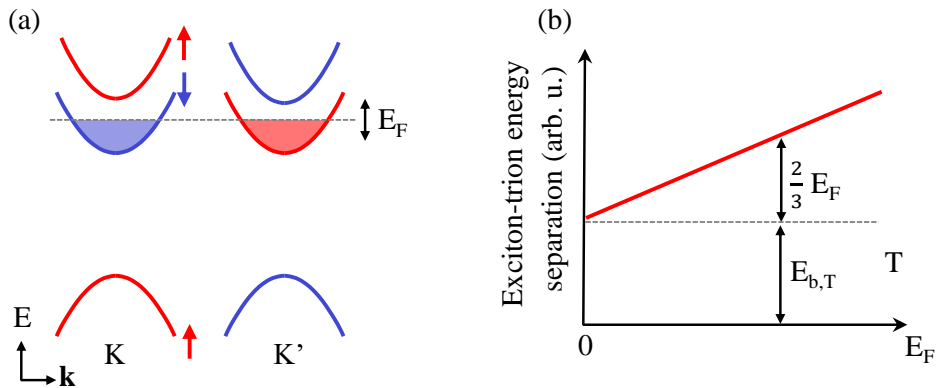 (a)
E_F
E
k
K
K’
(b)
Exciton-trion energy
separation (arb. u.)
2/3 E_F
E_b,T
T
0
E_F